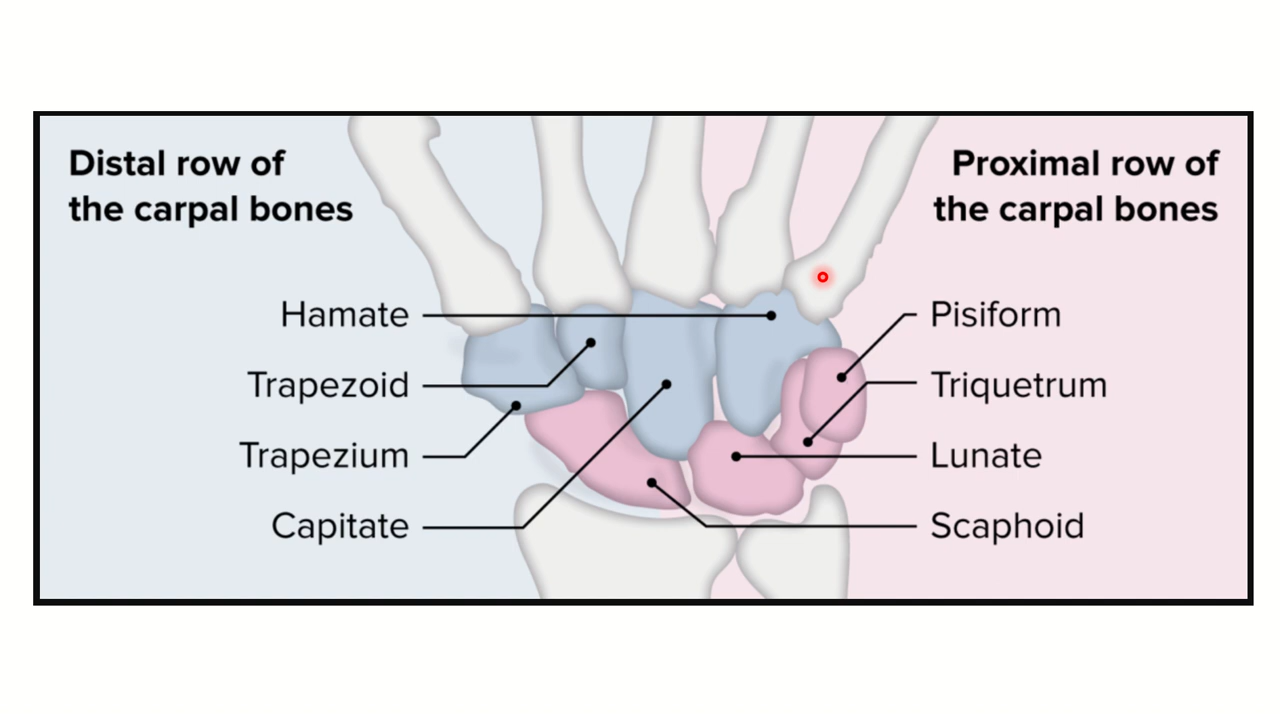 Distal row of
the carpal bones
Hamate
Trapezoid
Trapezium
Capitate
Proximal row of
the carpal bones
Pisiform
Triquetrum
Lunate
Scaphoid